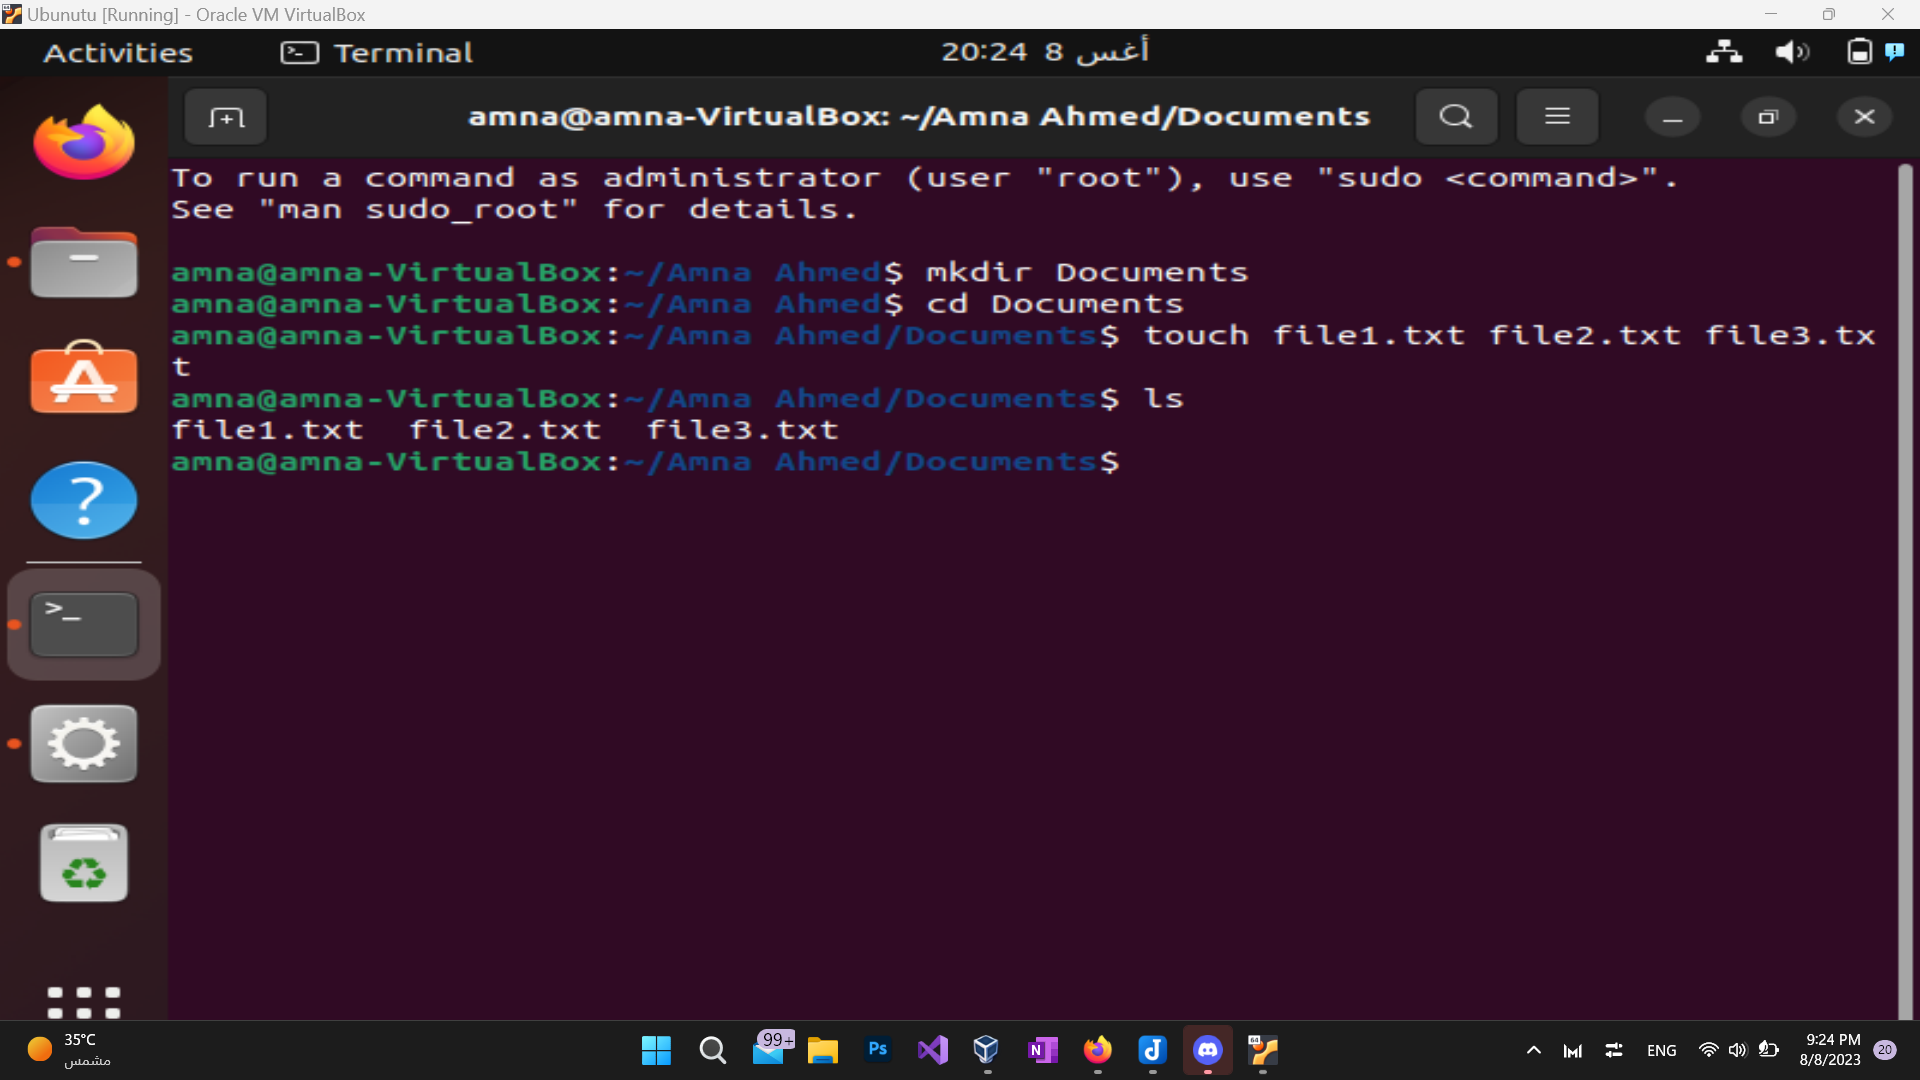 Ubunutu [Running] - Oracle VM VirtualBox
Activities
Terminal
20:24 8 أغس
amna@amna-VirtualBox: ~/Amna Ahmed/Documents
To run a command as administrator (user "root"), use "sudo <command>".
See "man sudo_root" for details.
amna@amna-VirtualBox:~/Amna Ahmed$ mkdir Documents
amna@amna-VirtualBox:~/Amna Ahmed$ cd Documents
amna@amna-VirtualBox:~/Amna Ahmed/Documents$ touch file1.txt file2.txt file3.tx
t
amna@amna-VirtualBox:~/Amna Ahmed/Documents$ ls
file1.txt  file2.txt  file3.txt
amna@amna-VirtualBox:~/Amna Ahmed/Documents$
35°C
مشمس
99+
Ps
N
64
ENG
9:24 PM
8/8/2023
20